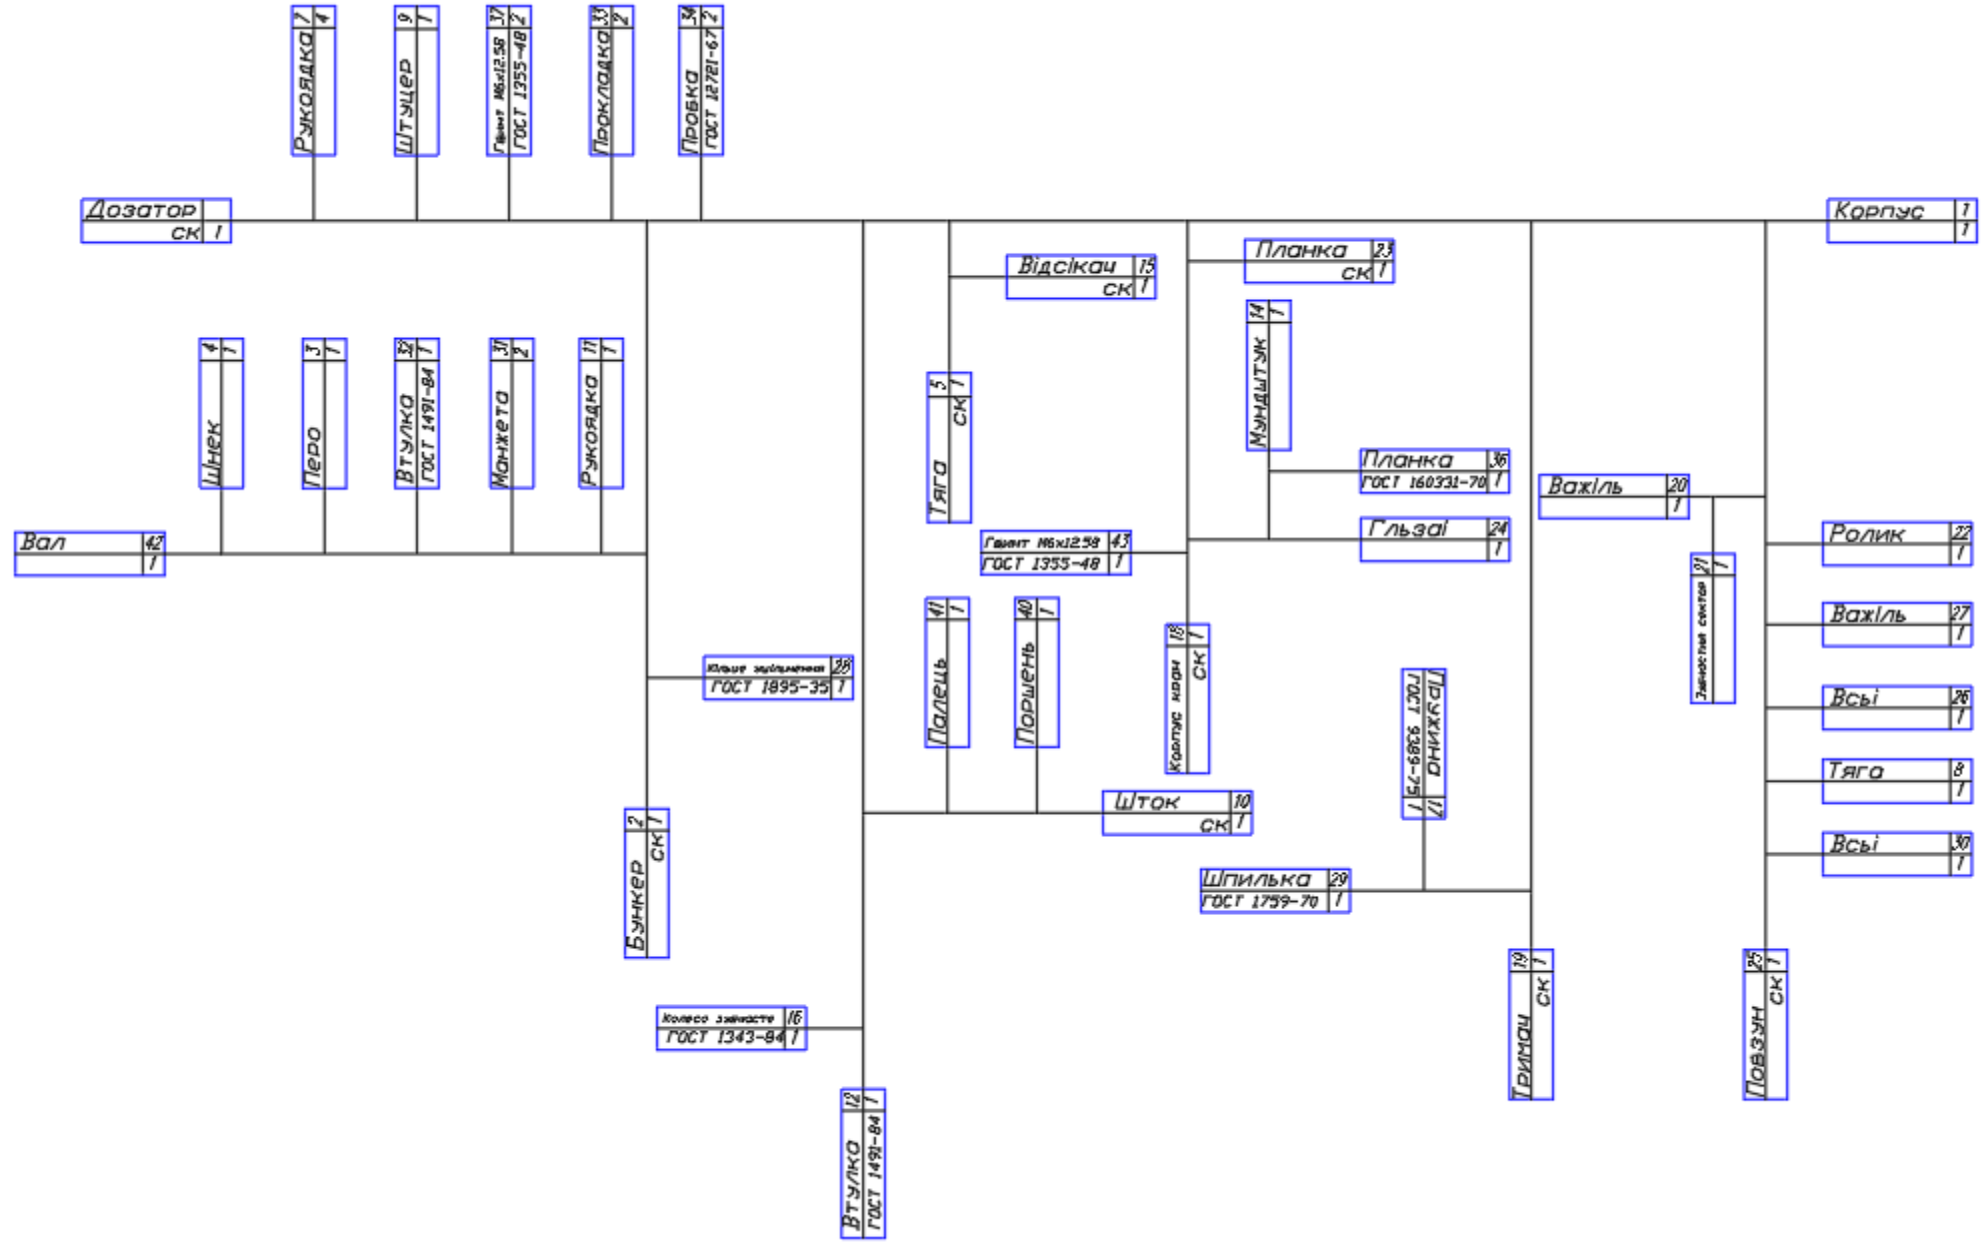 Рукоядка 7
4
Штуцер 9
1
Гвинт М6х12.58 37
ГОСТ 1355-48 2
Прокладка 33
2
Пробка 34
ГОСТ 12721-67 2
Дозатор
СК 1
Корпус 1
1
Відсікач 15
СК 1
Планка 23
СК 1
Мундштук 14
1
Шнек 4
1
Перо 3
1
Втулка 32
ГОСТ 1491-84 1
Манжета 31
2
Рукоядка 11
1
Тяга 5
СК 1
Планка 36
ГОСТ 160331-70 1
Важіль 20
1
Вал 42
1
Гвинт М6х12.58 43
ГОСТ 1355-48 1
Гльзаі 24
1
Ролик 22
1
21
1
Важіль 27
1
Палець 41
1
Поршень 40
1
Корпус кран 18
СК 1
28
ГОСТ 1895-35 1
Пружина 17
ГОСТ 9389-75 1
Всьі 26
1
Тяга 8
1
Шток 10
СК 1
Бункер 2
СК 1
Всьі 30
1
Шпилька 29
ГОСТ 1759-70 1
Тримач 19
СК 1
Повзун 25
СК 1
Колесо 16
ГОСТ 1343-84 1
Втулка 12
ГОСТ 1491-84 1